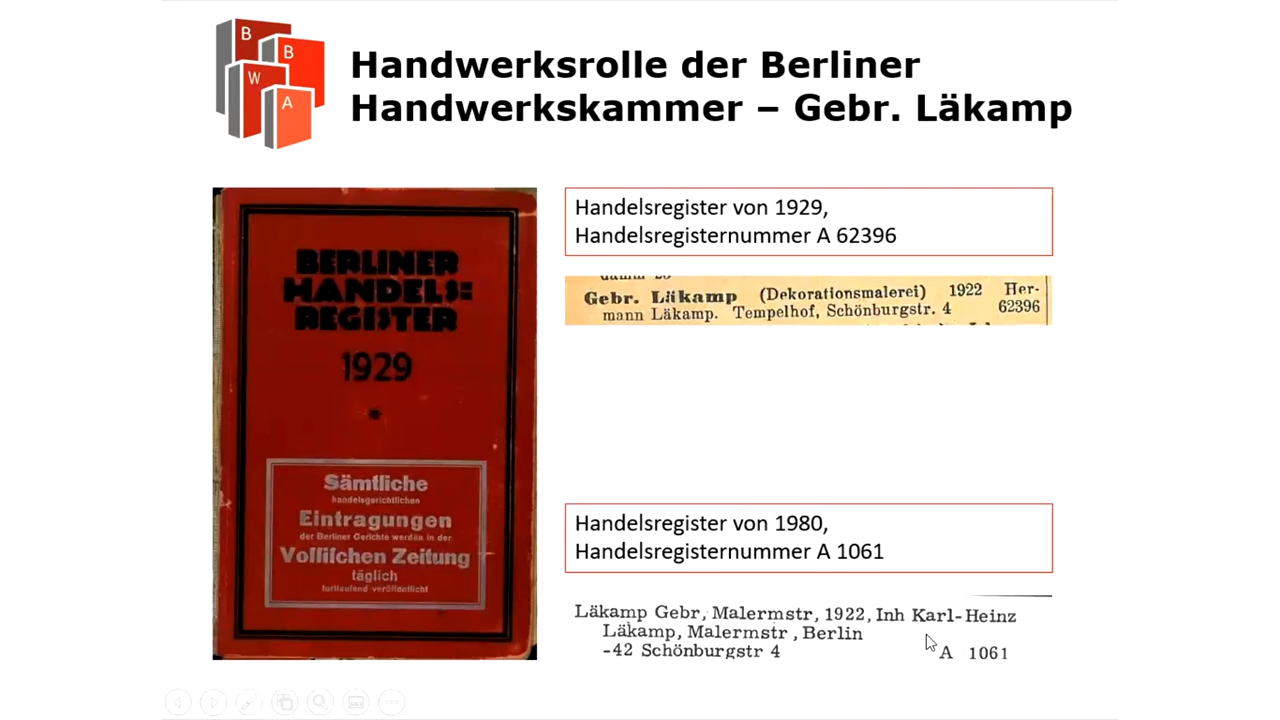 B
B
W
A
Handwerksrolle der Berliner
Handwerkskammer – Gebr. Läkamp
BERLINER
HANDELS=
REGISTER
1929
*
Sämtliche
handelsgerichtlichen
Eintragungen
der Berliner Gerichte werden in der
Vossischen Zeitung
täglich
fortlaufend veröffentlicht
Handelsregister von 1929,
Handelsregisternummer A 62396
Gebr. Läkamp (Dekorationsmalerei) 1922 Her-
mann Läkamp. Tempelhof, Schönburgstr. 4 62396
Handelsregister von 1980,
Handelsregisternummer A 1061
Läkamp Gebr, Malermstr, 1922, Inh Karl-Heinz
Läkamp, Malermstr , Berlin
-42 Schönburgstr 4 A 1061